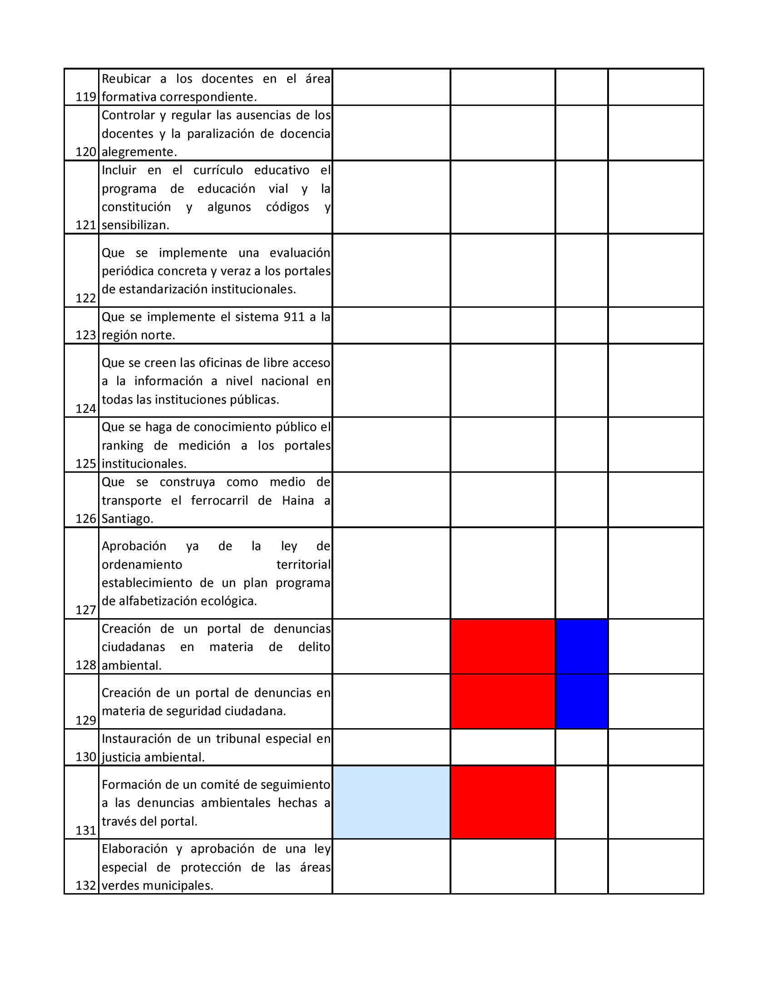 Reubicar a los docentes en el área
119 formativa correspondiente.
Controlar y regular las ausencias de los
docentes y la paralización de docencia
120 alegremente.
Incluir en el currículo educativo el
programa de educación vial y la
constitución y algunos códigos y
121 sensibilizan.
Que se implemente una evaluación
periódica concreta y veraz a los portales
de estandarización institucionales.
122
Que se implemente el sistema 911 a la
123 región norte.
Que se creen las oficinas de libre acceso
a la información a nivel nacional en
todas las instituciones públicas.
124
Que se haga de conocimiento público el
ranking de medición a los portales
125 institucionales.
Que se construya como medio de
transporte el ferrocarril de Haina a
126 Santiago.
Aprobación ya de la ley de
ordenamiento territorial
establecimiento de un plan programa
de alfabetización ecológica.
127
Creación de un portal de denuncias
ciudadanas en materia de delito
128 ambiental.
Creación de un portal de denuncias en
materia de seguridad ciudadana.
129
Instauración de un tribunal especial en
130 justicia ambiental.
Formación de un comité de seguimiento
a las denuncias ambientales hechas a
través del portal.
131
Elaboración y aprobación de una ley
especial de protección de las áreas
132 verdes municipales.